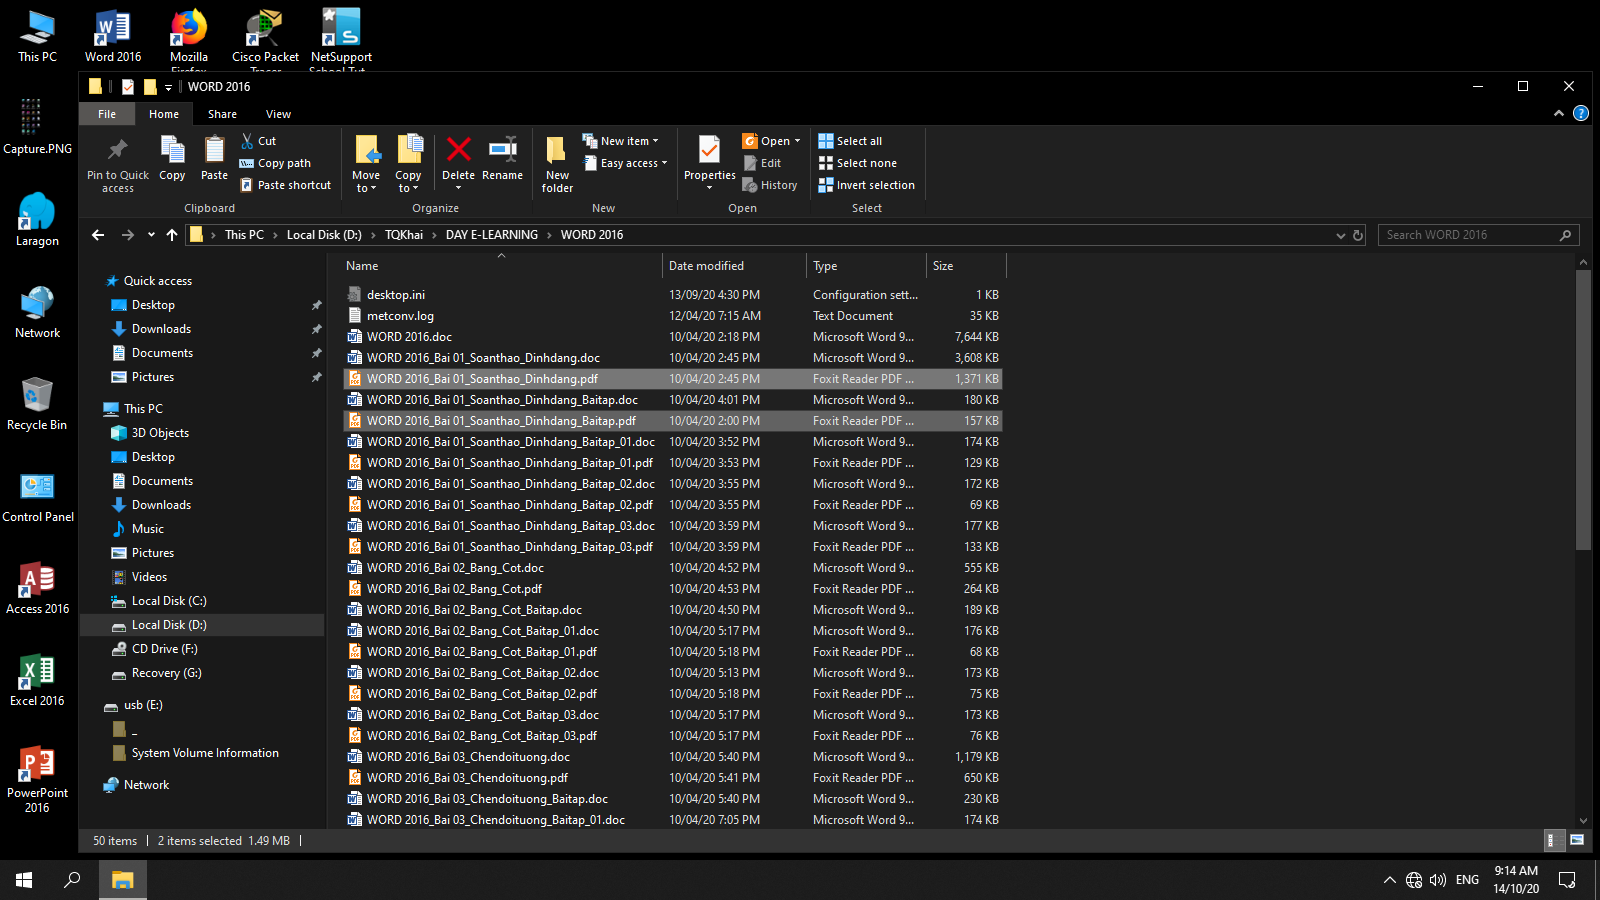 This PC
Word 2016
Mozilla
Firefox
Cisco Packet
Tracer
NetSupport
School Tut...
Capture.PNG
Laragon
Network
Recycle Bin
Control Panel
Access 2016
Excel 2016
PowerPoint
2016
WORD 2016
File Home Share View
Pin to Quick
access
Copy
Paste
Cut
Copy path
Paste shortcut
Clipboard
Move
to
Copy
to
Delete
Rename
Organize
New
folder
New item
Easy access
New
Properties
Open
Edit
History
Open
Select all
Select none
Invert selection
Select
This PC > Local Disk (D:) > TQKhai > DAY E-LEARNING > WORD 2016
Search WORD 2016
Quick access
Desktop
Downloads
Documents
Pictures
This PC
3D Objects
Desktop
Documents
Downloads
Music
Pictures
Videos
Local Disk (C:)
Local Disk (D:)
CD Drive (F:)
Recovery (G:)
usb (E:)
_
System Volume Information
Network
Name Date modified Type Size
desktop.ini 13/09/20 4:30 PM Configuration sett... 1 KB
metconv.log 12/04/20 7:15 AM Text Document 35 KB
WORD 2016.doc 10/04/20 2:18 PM Microsoft Word 9... 7,644 KB
WORD 2016_Bai 01_Soanthao_Dinhdang.doc 10/04/20 2:45 PM Microsoft Word 9... 3,608 KB
WORD 2016_Bai 01_Soanthao_Dinhdang.pdf 10/04/20 2:45 PM Foxit Reader PDF ... 1,371 KB
WORD 2016_Bai 01_Soanthao_Dinhdang_Baitap.doc 10/04/20 4:01 PM Microsoft Word 9... 180 KB
WORD 2016_Bai 01_Soanthao_Dinhdang_Baitap.pdf 10/04/20 2:00 PM Foxit Reader PDF ... 157 KB
WORD 2016_Bai 01_Soanthao_Dinhdang_Baitap_01.doc 10/04/20 3:52 PM Microsoft Word 9... 174 KB
WORD 2016_Bai 01_Soanthao_Dinhdang_Baitap_01.pdf 10/04/20 3:53 PM Foxit Reader PDF ... 129 KB
WORD 2016_Bai 01_Soanthao_Dinhdang_Baitap_02.doc 10/04/20 3:55 PM Microsoft Word 9... 172 KB
WORD 2016_Bai 01_Soanthao_Dinhdang_Baitap_02.pdf 10/04/20 3:55 PM Foxit Reader PDF ... 69 KB
WORD 2016_Bai 01_Soanthao_Dinhdang_Baitap_03.doc 10/04/20 3:59 PM Microsoft Word 9... 177 KB
WORD 2016_Bai 01_Soanthao_Dinhdang_Baitap_03.pdf 10/04/20 3:59 PM Foxit Reader PDF ... 133 KB
WORD 2016_Bai 02_Bang_Cot.doc 10/04/20 4:52 PM Microsoft Word 9... 555 KB
WORD 2016_Bai 02_Bang_Cot.pdf 10/04/20 4:53 PM Foxit Reader PDF ... 264 KB
WORD 2016_Bai 02_Bang_Cot_Baitap.doc 10/04/20 4:50 PM Microsoft Word 9... 189 KB
WORD 2016_Bai 02_Bang_Cot_Baitap_01.doc 10/04/20 5:17 PM Microsoft Word 9... 176 KB
WORD 2016_Bai 02_Bang_Cot_Baitap_01.pdf 10/04/20 5:18 PM Foxit Reader PDF ... 68 KB
WORD 2016_Bai 02_Bang_Cot_Baitap_02.doc 10/04/20 5:13 PM Microsoft Word 9... 173 KB
WORD 2016_Bai 02_Bang_Cot_Baitap_02.pdf 10/04/20 5:18 PM Foxit Reader PDF ... 75 KB
WORD 2016_Bai 02_Bang_Cot_Baitap_03.doc 10/04/20 5:17 PM Microsoft Word 9... 173 KB
WORD 2016_Bai 02_Bang_Cot_Baitap_03.pdf 10/04/20 5:17 PM Foxit Reader PDF ... 76 KB
WORD 2016_Bai 03_Chendoituong.doc 10/04/20 5:40 PM Microsoft Word 9... 1,179 KB
WORD 2016_Bai 03_Chendoituong.pdf 10/04/20 5:41 PM Foxit Reader PDF ... 650 KB
WORD 2016_Bai 03_Chendoituong_Baitap.doc 10/04/20 5:40 PM Microsoft Word 9... 230 KB
WORD 2016_Bai 03_Chendoituong_Baitap_01.doc 10/04/20 7:05 PM Microsoft Word 9... 174 KB
50 items 2 items selected 1.49 MB
ENG
9:14 AM
14/10/20